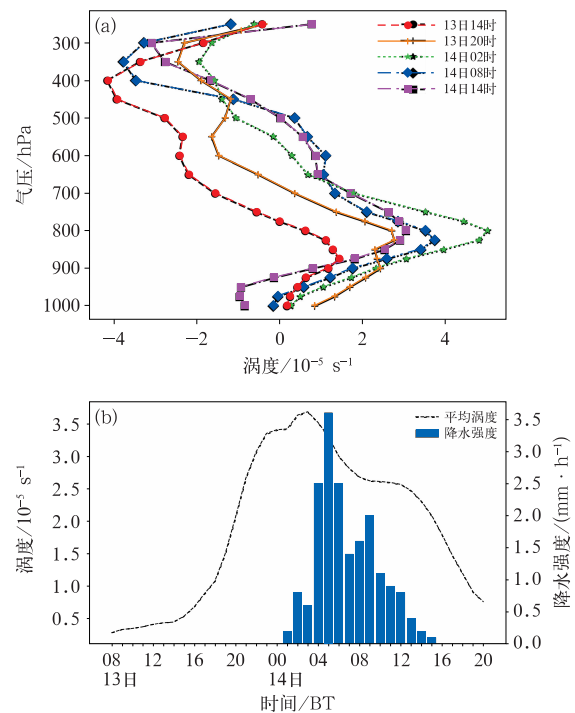 (a)
13日14时
13日20时
14日02时
14日08时
14日14时
300
400
500
600
700
800
900
1000
气压/hPa
−4 −2 0 2 4
涡度/10⁻⁵ s⁻¹
(b)
平均涡度
降水强度
3.5
3.0
2.5
2.0
1.5
1.0
0.5
涡度/10⁻⁵ s⁻¹
3.5
3.0
2.5
2.0
1.5
1.0
0.5
0.0
降水强度/(mm · h⁻¹)
08 12 16 20 00 04 08 12 16 20
13日 14日
时间/BT